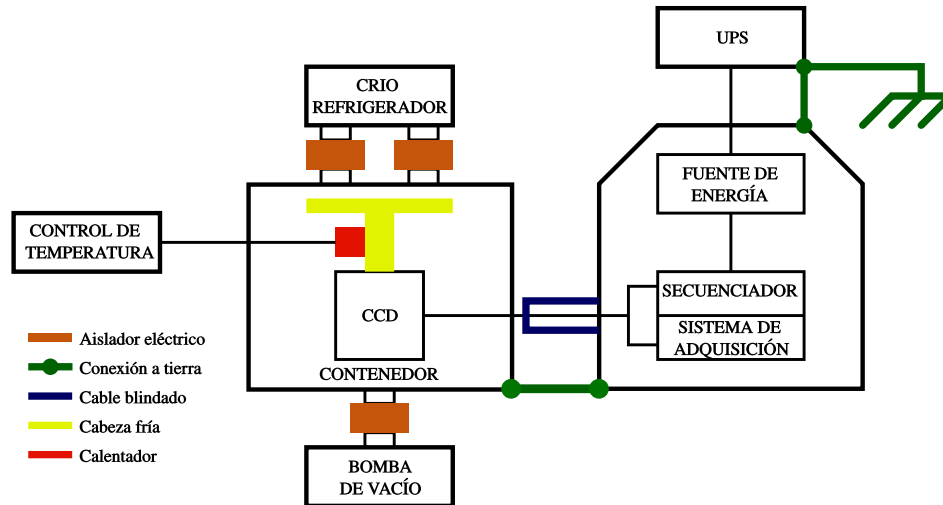 UPS
CRIO
REFRIGERADOR
FUENTE DE
ENERGÍA
CONTROL DE
TEMPERATURA
SECUENCIADOR
CCD
SISTEMA DE
ADQUISICIÓN
Aislador eléctrico
Conexión a tierra
CONTENEDOR
Cable blindado
Cabeza fría
Calentador
BOMBA
DE VACÍO